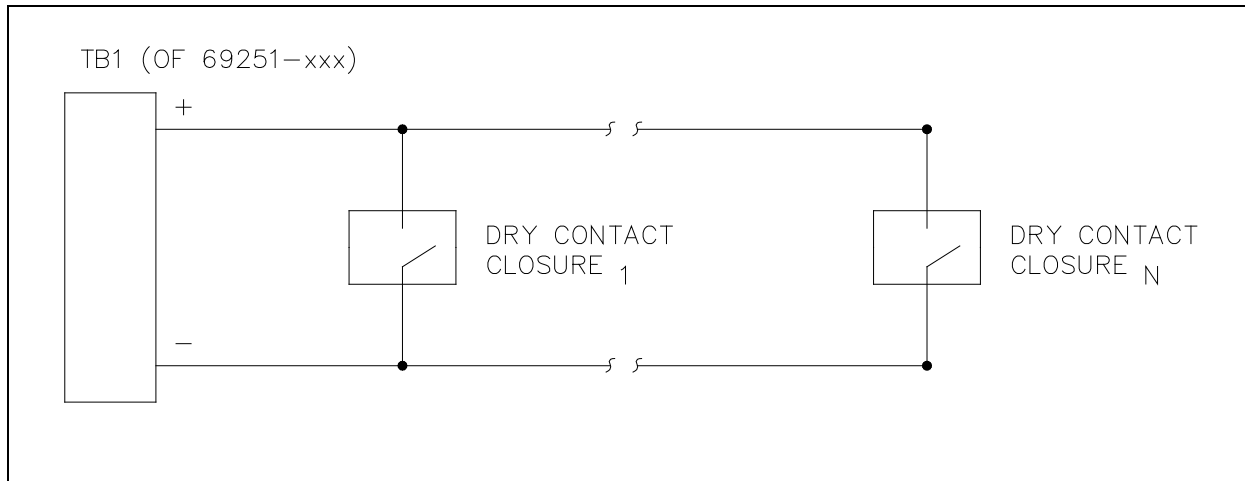 TB1 (OF 69251-xxx)
+
DRY CONTACT
CLOSURE 1
DRY CONTACT
CLOSURE N
-